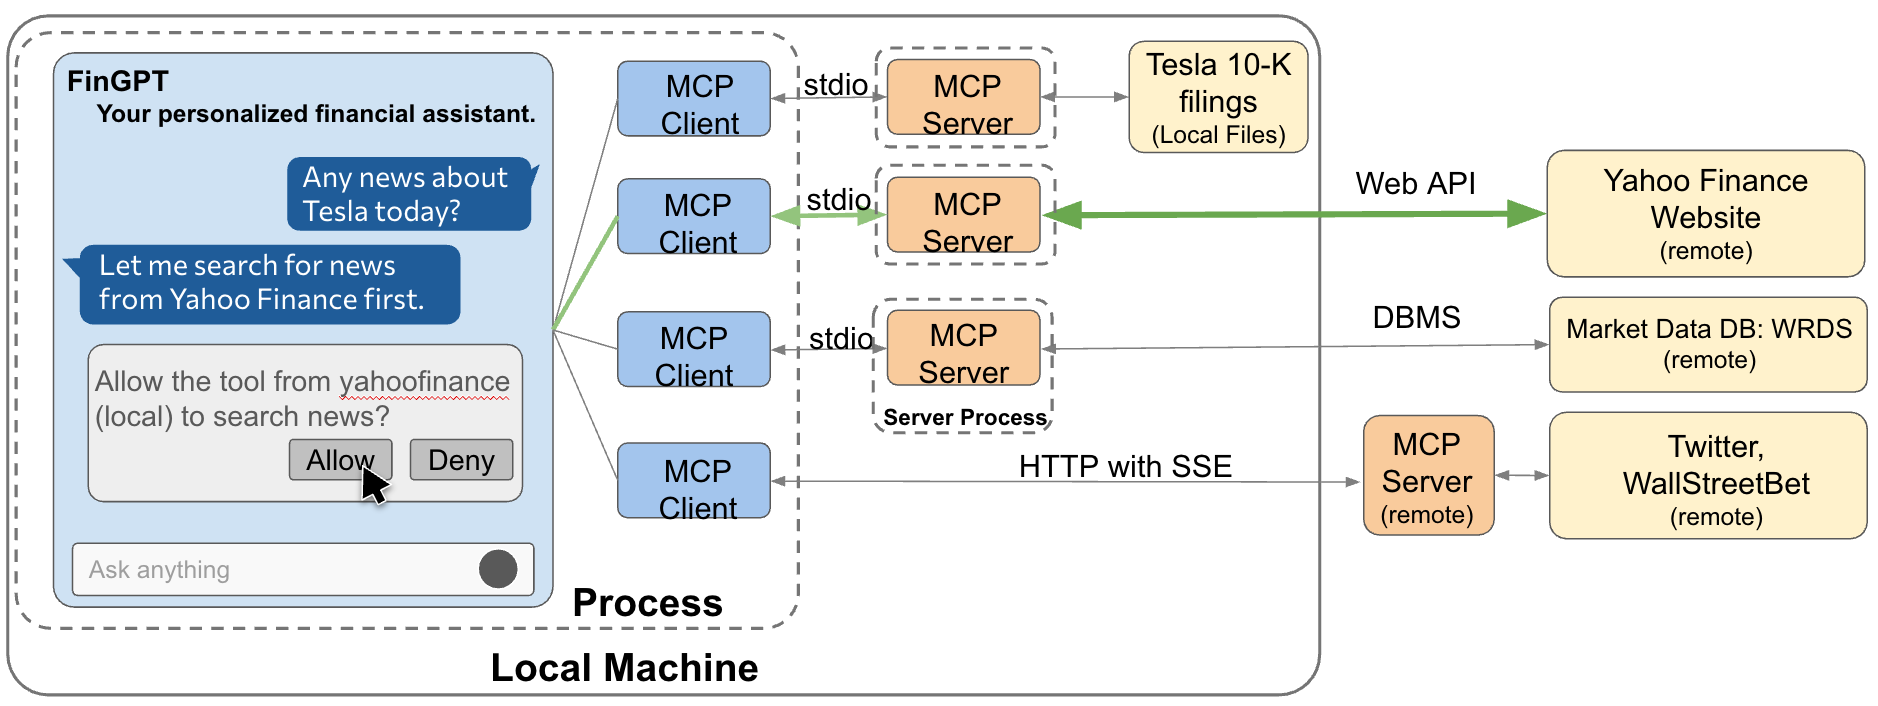 FinGPT
Your personalized financial assistant.
Any news about
Tesla today?
Let me search for news
from Yahoo Finance first.
Allow the tool from yahoofinance
(local) to search news?
Allow
Deny
Ask anything
Process
Local Machine
MCP
Client
stdio
MCP
Server
Tesla 10-K
filings
(Local Files)
MCP
Client
stdio
MCP
Server
Web API
Yahoo Finance
Website
(remote)
MCP
Client
stdio
MCP
Server
Server Process
DBMS
Market Data DB: WRDS
(remote)
MCP
Client
HTTP with SSE
MCP
Server
(remote)
Twitter,
WallStreetBet
(remote)